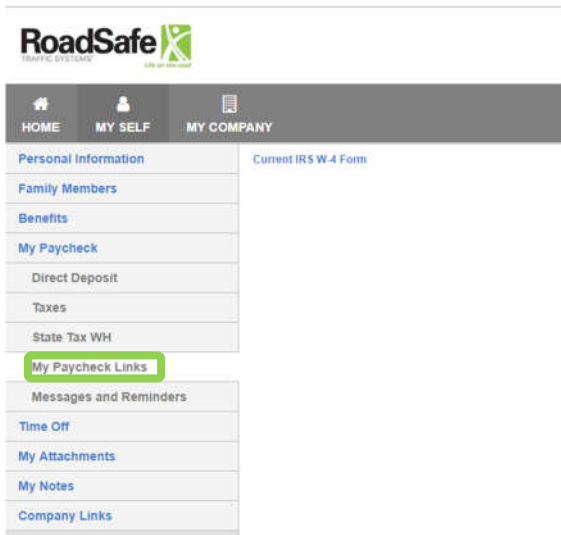 RoadSafe
TRAFFIC SYSTEMS
Life on the road
HOME
MY SELF
MY COMPANY
Personal Information
Current IRS W-4 Form
Family Members
Benefits
My Paycheck
Direct Deposit
Taxes
State Tax WH
My Paycheck Links
Messages and Reminders
Time Off
My Attachments
My Notes
Company Links